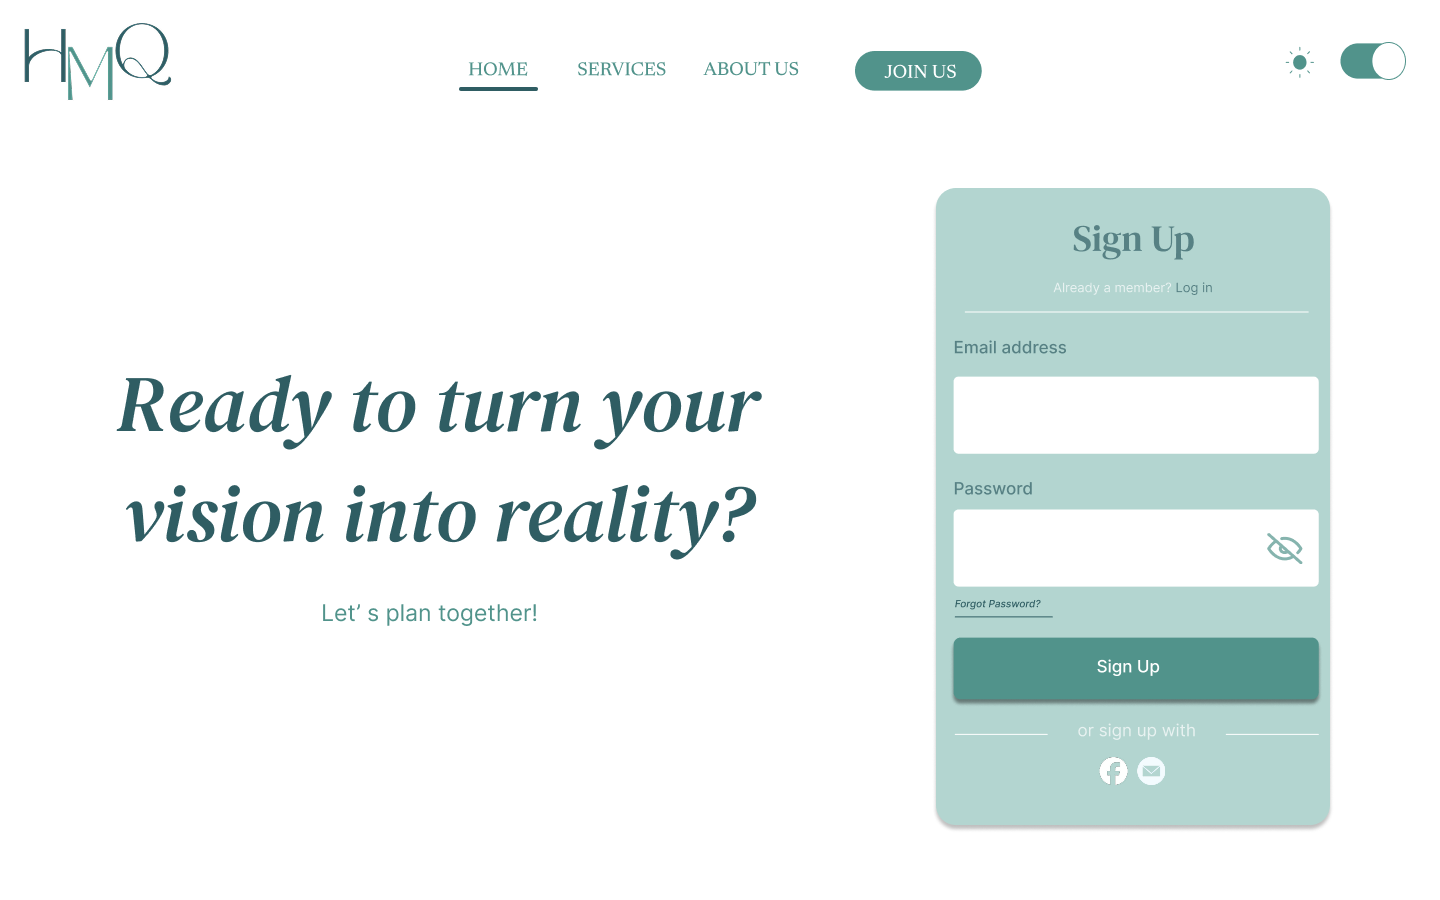 HMQ
HOME SERVICES ABOUT US JOIN US
Ready to turn your
vision into reality?
Let’ s plan together!
Sign Up
Already a member? Log in
Email address
Password
Forgot Password?
Sign Up
or sign up with